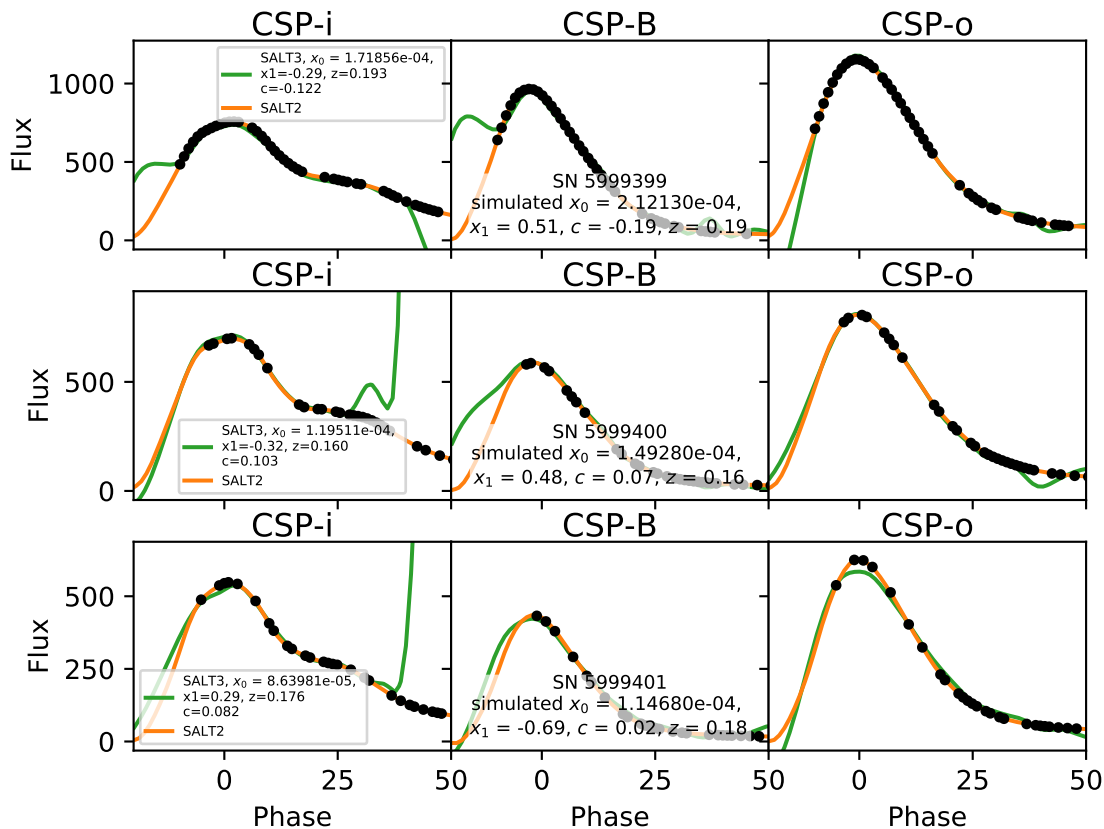 CSP-i CSP-B CSP-o
SALT3, x₀ = 1.71856e-04,
x1=-0.29, z=0.193
c=-0.122
SALT2
1000
500
0
Flux
SN 5999399
simulated x₀ = 2.12130e-04,
x₁ = 0.51, c = -0.19, z = 0.19
CSP-i CSP-B CSP-o
500
0
Flux
SALT3, x₀ = 1.19511e-04,
x1=-0.32, z=0.160
c=0.103
SALT2
SN 5999400
simulated x₀ = 1.49280e-04,
x₁ = 0.48, c = 0.07, z = 0.16
CSP-i CSP-B CSP-o
500
250
0
Flux
SALT3, x₀ = 8.63981e-05,
x1=0.29, z=0.176
c=0.082
SALT2
SN 5999401
simulated x₀ = 1.14680e-04,
x₁ = -0.69, c = 0.02, z = 0.18
0 25 50 0 25 50 0 25 50
Phase Phase Phase